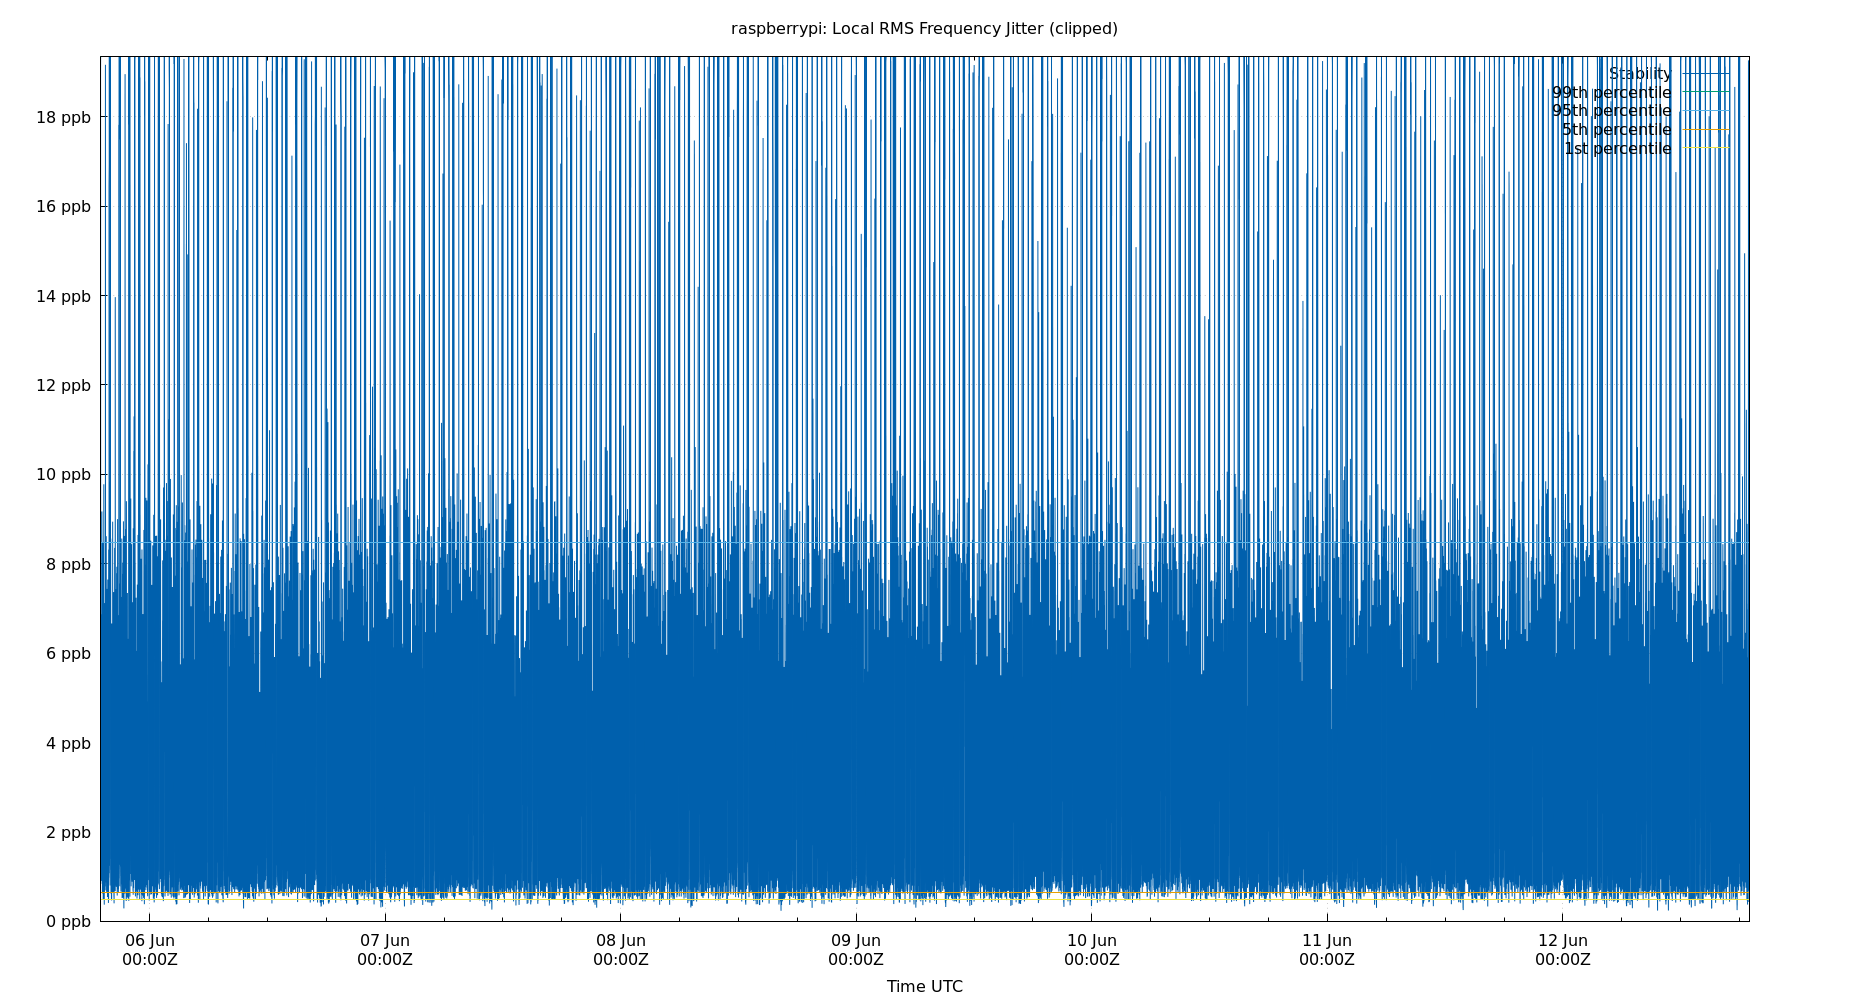 raspberrypi: Local RMS Frequency Jitter (clipped)
Stability
99th percentile
95th percentile
5th percentile
1st percentile
18 ppb
16 ppb
14 ppb
12 ppb
10 ppb
8 ppb
6 ppb
4 ppb
2 ppb
0 ppb
06 Jun 07 Jun 08 Jun 09 Jun 10 Jun 11 Jun 12 Jun
00:00Z 00:00Z 00:00Z 00:00Z 00:00Z 00:00Z 00:00Z
Time UTC